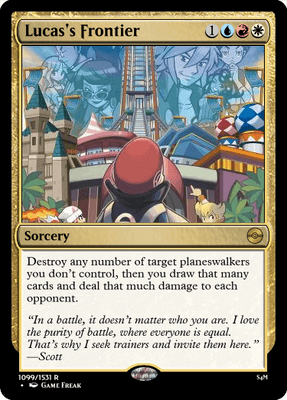 Lucas's Frontier 1
Sorcery
Destroy any number of target planeswalkers
you don't control, then you draw that many
cards and deal that much damage to each
opponent.
"In a battle, it doesn't matter who you are. I love
the purity of battle, where everyone is equal.
That's why I seek trainers and invite them here."
—Scott
1099/1531 R
S4M
• GAME FREAK